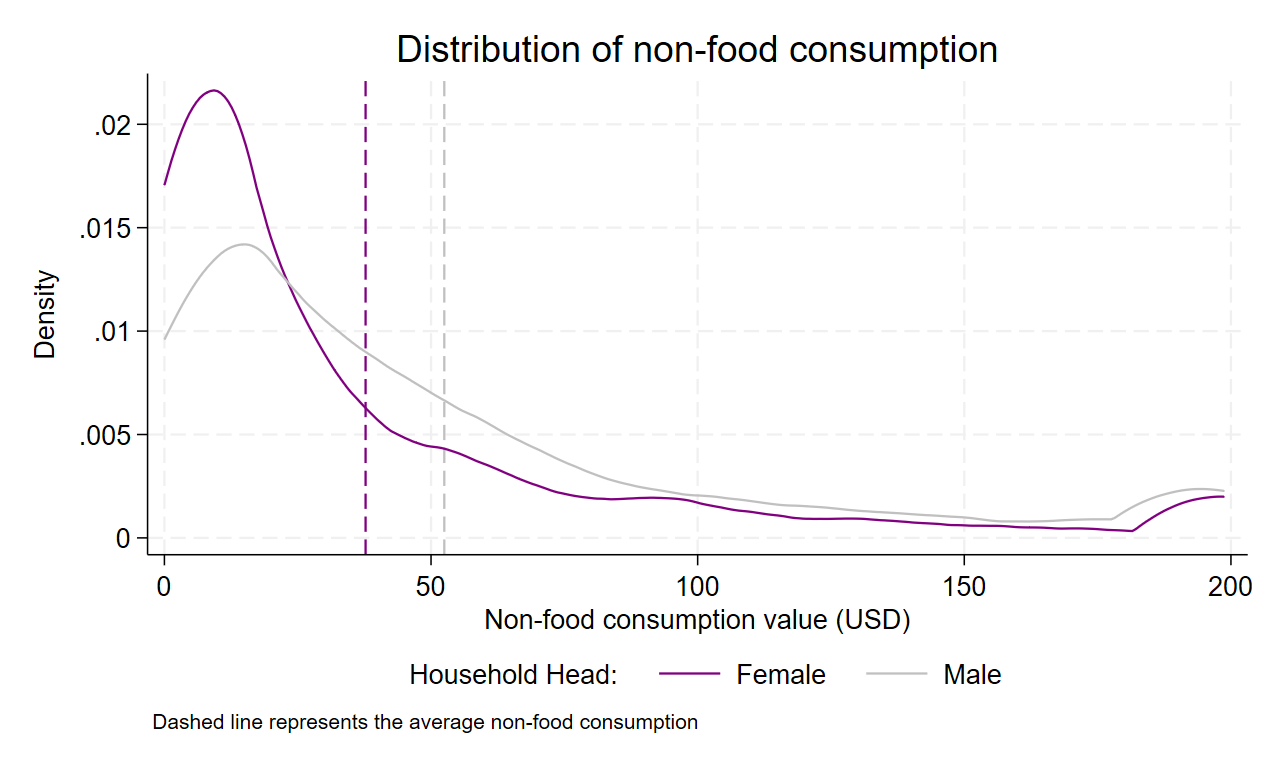 Distribution of non-food consumption
.02
.015
.01
.005
0
Density
0 50 100 150 200
Non-food consumption value (USD)
Household Head: Female Male
Dashed line represents the average non-food consumption